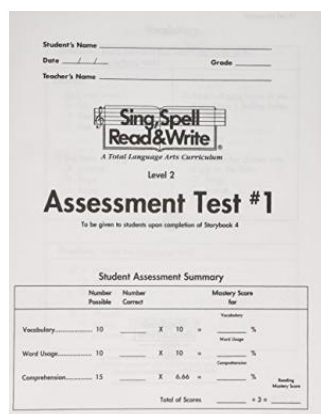 Student's Name
Date / / Grade
Teacher's Name
Sing, Spell
Read & Write®
A Total Language Arts Curriculum
Level 2
Assessment Test #1
To be given to students upon completion of Storybook 4
Student Assessment Summary
Number Possible Number Correct Mastery Score for
Vocabulary
Vocabulary............... 10 X 10 = %
Word Usage
Word Usage............... 10 X 10 = %
Comprehension
Comprehension............ 15 X 6.66 = %
Reading Mastery Score
Total of Scores ÷ 3 =